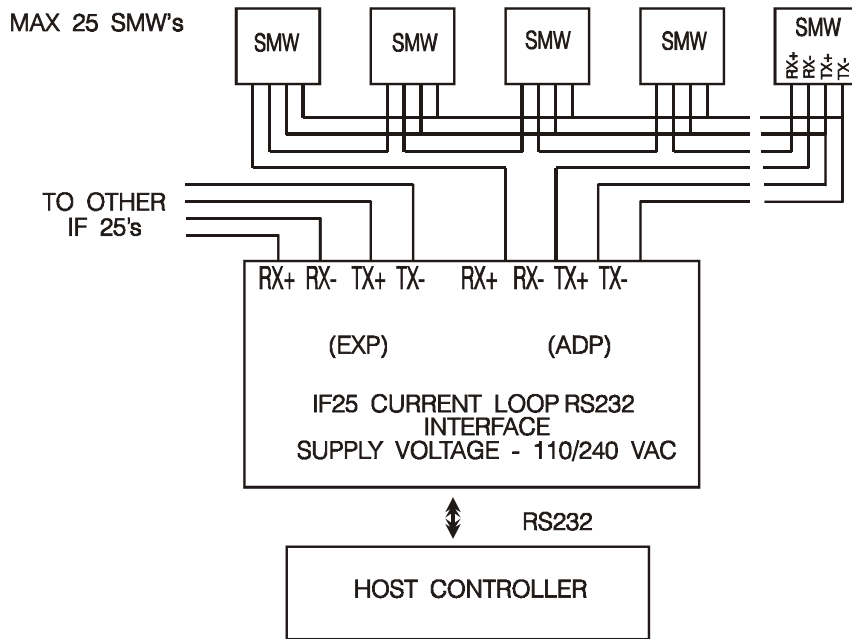 MAX 25 SMW's
SMW
SMW
SMW
SMW
SMW
RX+
RX-
TX+
TX-
TO OTHER
IF 25's
RX+ RX- TX+ TX- RX+ RX- TX+ TX-
(EXP) (ADP)
IF25 CURRENT LOOP RS232
INTERFACE
SUPPLY VOLTAGE - 110/240 VAC
RS232
HOST CONTROLLER